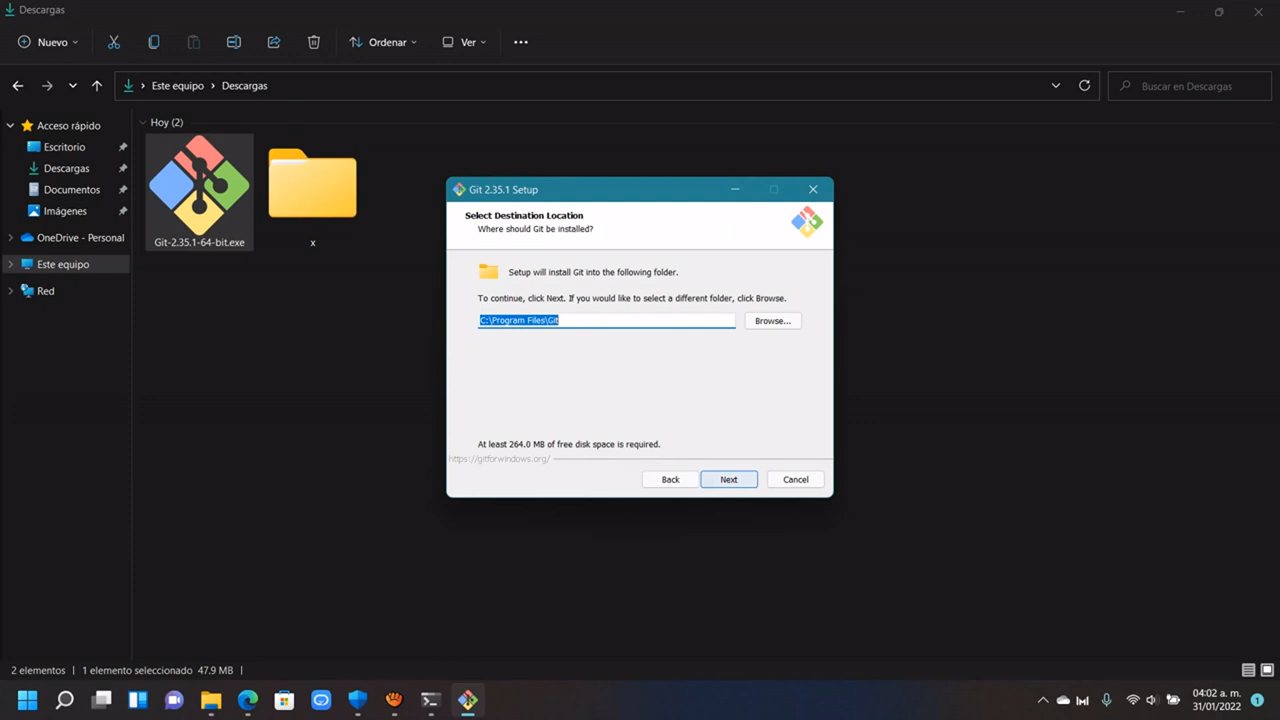 Descargas
Nuevo
Ordenar
Ver
Este equipo > Descargas
Buscar en Descargas
Acceso rápido
Escritorio
Descargas
Documentos
Imágenes
OneDrive - Personal
Este equipo
Red
Hoy (2)
Git-2.35.1-64-bit.exe
x
Git 2.35.1 Setup
Select Destination Location
Where should Git be installed?
Setup will install Git into the following folder.
To continue, click Next. If you would like to select a different folder, click Browse.
C:\Program Files\Git
Browse...
At least 264.0 MB of free disk space is required.
https://gitforwindows.org/
Back
Next
Cancel
2 elementos
1 elemento seleccionado 47.9 MB
04:02 a. m.
31/01/2022
1